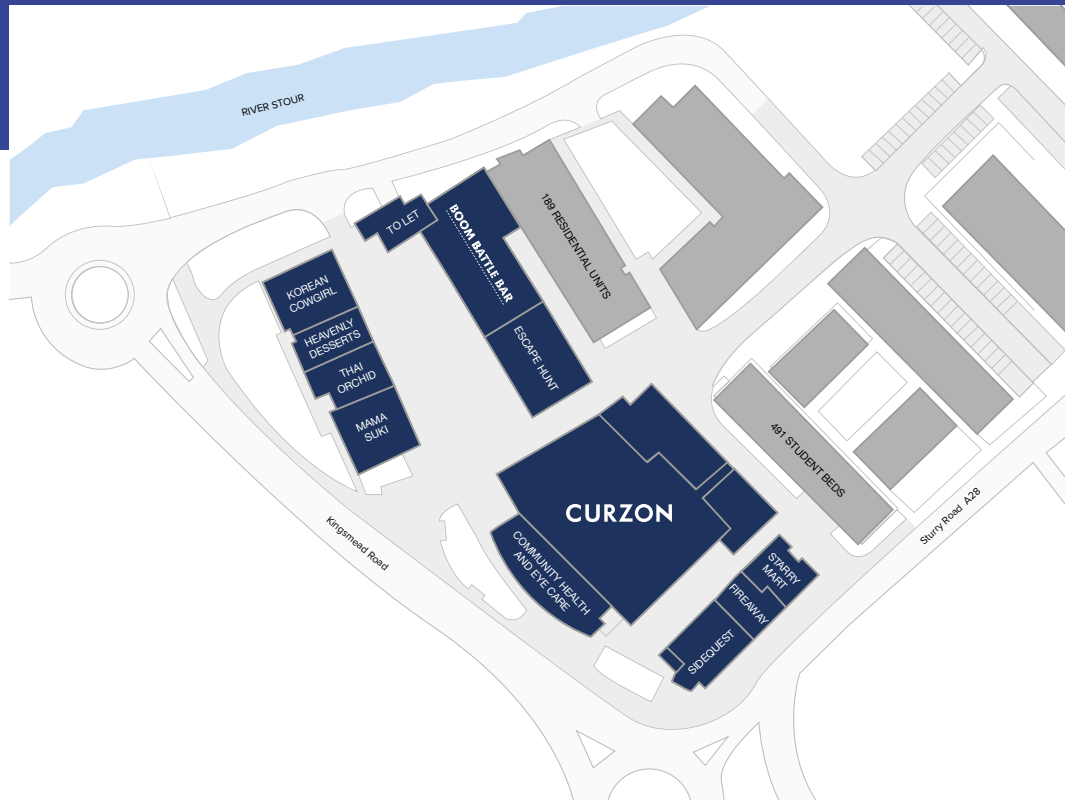 RIVER STOUR
TO LET
BOOM BATTLE BAR
189 RESIDENTIAL UNITS
KOREAN
COWGIRL
HEAVENLY
DESSERTS
THAI
ORCHID
MAMA
SUKI
ESCAPE HUNT
491 STUDENT BEDS
CURZON
Kingsmead Road
Sturry Road A28
COMMUNITY HEALTH
AND EYE CARE
STARRY
MART
FIREAWAY
SIDEQUEST